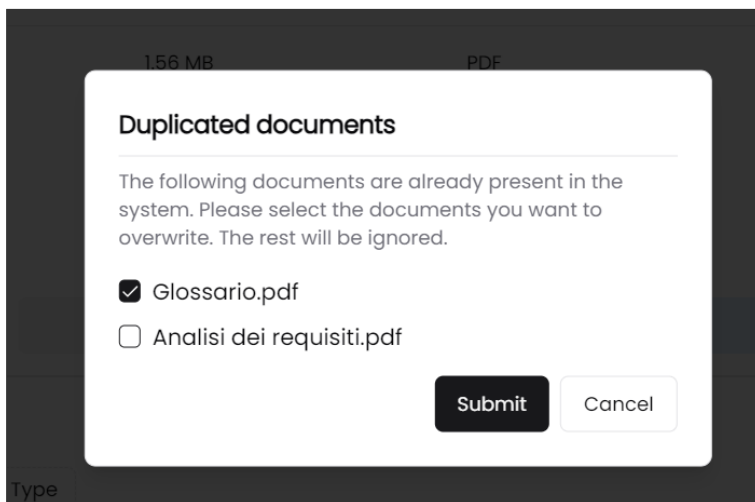 1.56 MB PDF
Duplicated documents
The following documents are already present in the
system. Please select the documents you want to
overwrite. The rest will be ignored.
Glossario.pdf
Analisi dei requisiti.pdf
Submit Cancel
Type